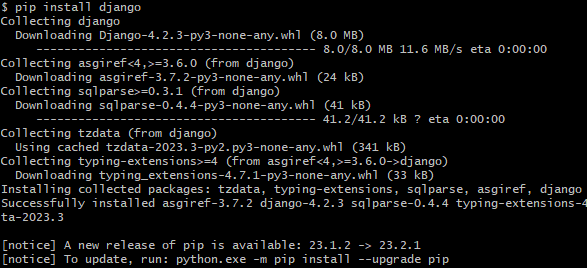 $ pip install django
Collecting django
  Downloading Django-4.2.3-py3-none-any.whl (8.0 MB)
     ---------------------------------------- 8.0/8.0 MB 11.6 MB/s eta 0:00:00
Collecting asgiref<4,>=3.6.0 (from django)
  Downloading asgiref-3.7.2-py3-none-any.whl (24 kB)
Collecting sqlparse>=0.3.1 (from django)
  Downloading sqlparse-0.4.4-py3-none-any.whl (41 kB)
     ---------------------------------------- 41.2/41.2 kB ? eta 0:00:00
Collecting tzdata (from django)
  Using cached tzdata-2023.3-py2.py3-none-any.whl (341 kB)
Collecting typing-extensions>=4 (from asgiref<4,>=3.6.0->django)
  Downloading typing_extensions-4.7.1-py3-none-any.whl (33 kB)
Installing collected packages: tzdata, typing-extensions, sqlparse, asgiref, django
Successfully installed asgiref-3.7.2 django-4.2.3 sqlparse-0.4.4 typing-extensions-4
ta-2023.3

[notice] A new release of pip is available: 23.1.2 -> 23.2.1
[notice] To update, run: python.exe -m pip install --upgrade pip